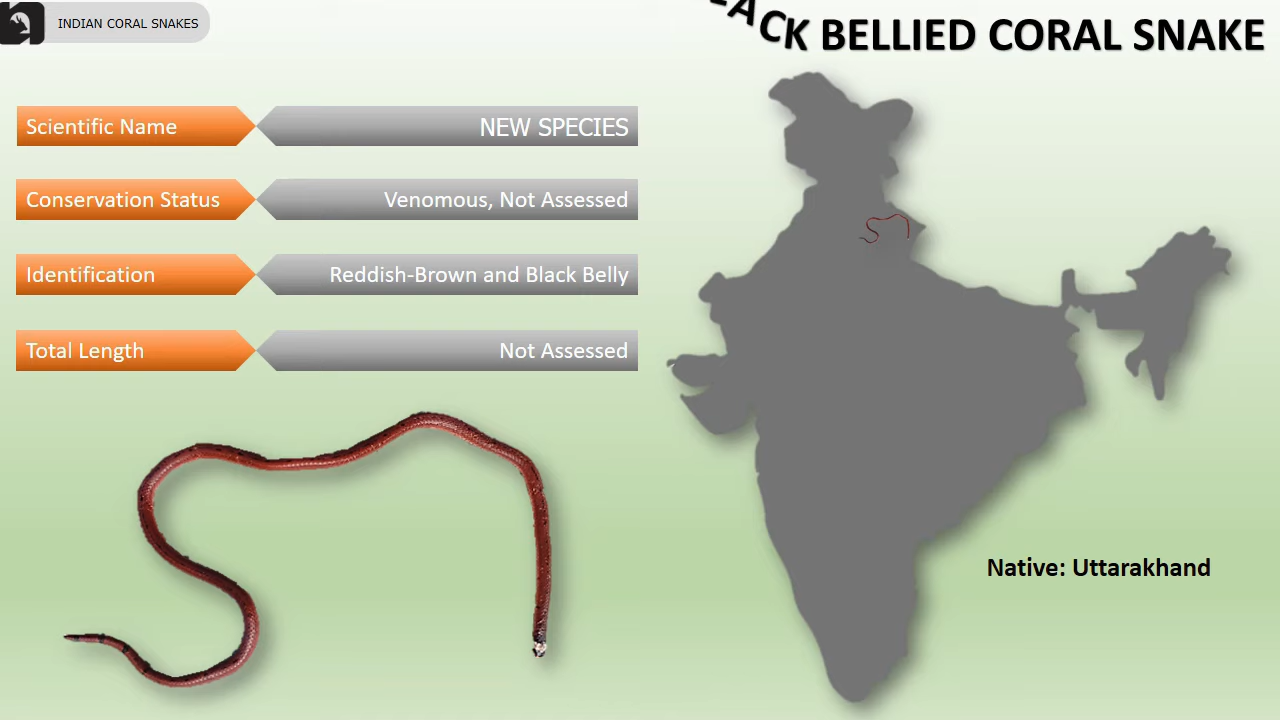 INDIAN CORAL SNAKES
BELLIED CORAL SNAKE
Scientific Name
NEW SPECIES
Conservation Status
Venomous, Not Assessed
Identification
Reddish-Brown and Black Belly
Total Length
Not Assessed
Native: Uttarakhand